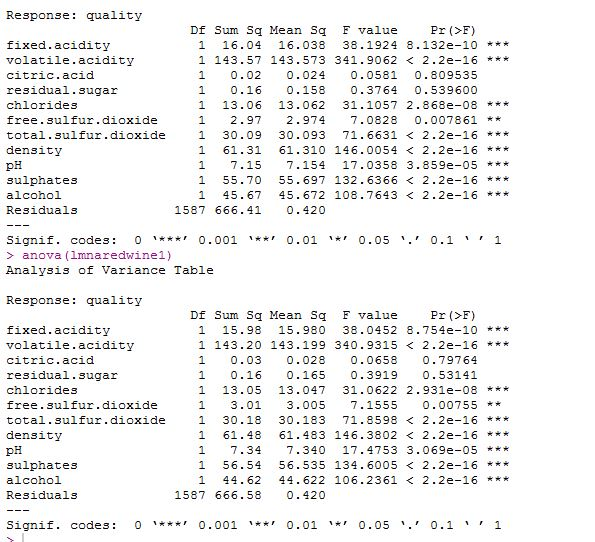 Response: quality
Df Sum Sq Mean Sq F value Pr(>F)
fixed.acidity 1 16.04 16.038 38.1924 8.132e-10 ***
volatile.acidity 1 143.57 143.573 341.9062 < 2.2e-16 ***
citric.acid 1 0.02 0.024 0.0581 0.809535
residual.sugar 1 0.16 0.158 0.3764 0.539600
chlorides 1 13.06 13.062 31.1057 2.868e-08 ***
free.sulfur.dioxide 1 2.97 2.974 7.0828 0.007861 **
total.sulfur.dioxide 1 30.09 30.093 71.6631 < 2.2e-16 ***
density 1 61.31 61.310 146.0054 < 2.2e-16 ***
pH 1 7.15 7.154 17.0358 3.859e-05 ***
sulphates 1 55.70 55.697 132.6366 < 2.2e-16 ***
alcohol 1 45.67 45.672 108.7643 < 2.2e-16 ***
Residuals 1587 666.41 0.420
---
Signif. codes: 0 ‘***’ 0.001 ‘**’ 0.01 ‘*’ 0.05 ‘.’ 0.1 ‘ ’ 1
> anova(lmnaredwine1)
Analysis of Variance Table
Response: quality
Df Sum Sq Mean Sq F value Pr(>F)
fixed.acidity 1 15.98 15.980 38.0452 8.754e-10 ***
volatile.acidity 1 143.20 143.199 340.9315 < 2.2e-16 ***
citric.acid 1 0.03 0.028 0.0658 0.79764
residual.sugar 1 0.16 0.165 0.3919 0.53141
chlorides 1 13.05 13.047 31.0622 2.931e-08 ***
free.sulfur.dioxide 1 3.01 3.005 7.1555 0.00755 **
total.sulfur.dioxide 1 30.18 30.183 71.8598 < 2.2e-16 ***
density 1 61.48 61.483 146.3802 < 2.2e-16 ***
pH 1 7.34 7.340 17.4753 3.069e-05 ***
sulphates 1 56.54 56.535 134.6005 < 2.2e-16 ***
alcohol 1 44.62 44.622 106.2361 < 2.2e-16 ***
Residuals 1587 666.58 0.420
---
Signif. codes: 0 ‘***’ 0.001 ‘**’ 0.01 ‘*’ 0.05 ‘.’ 0.1 ‘ ’ 1
>